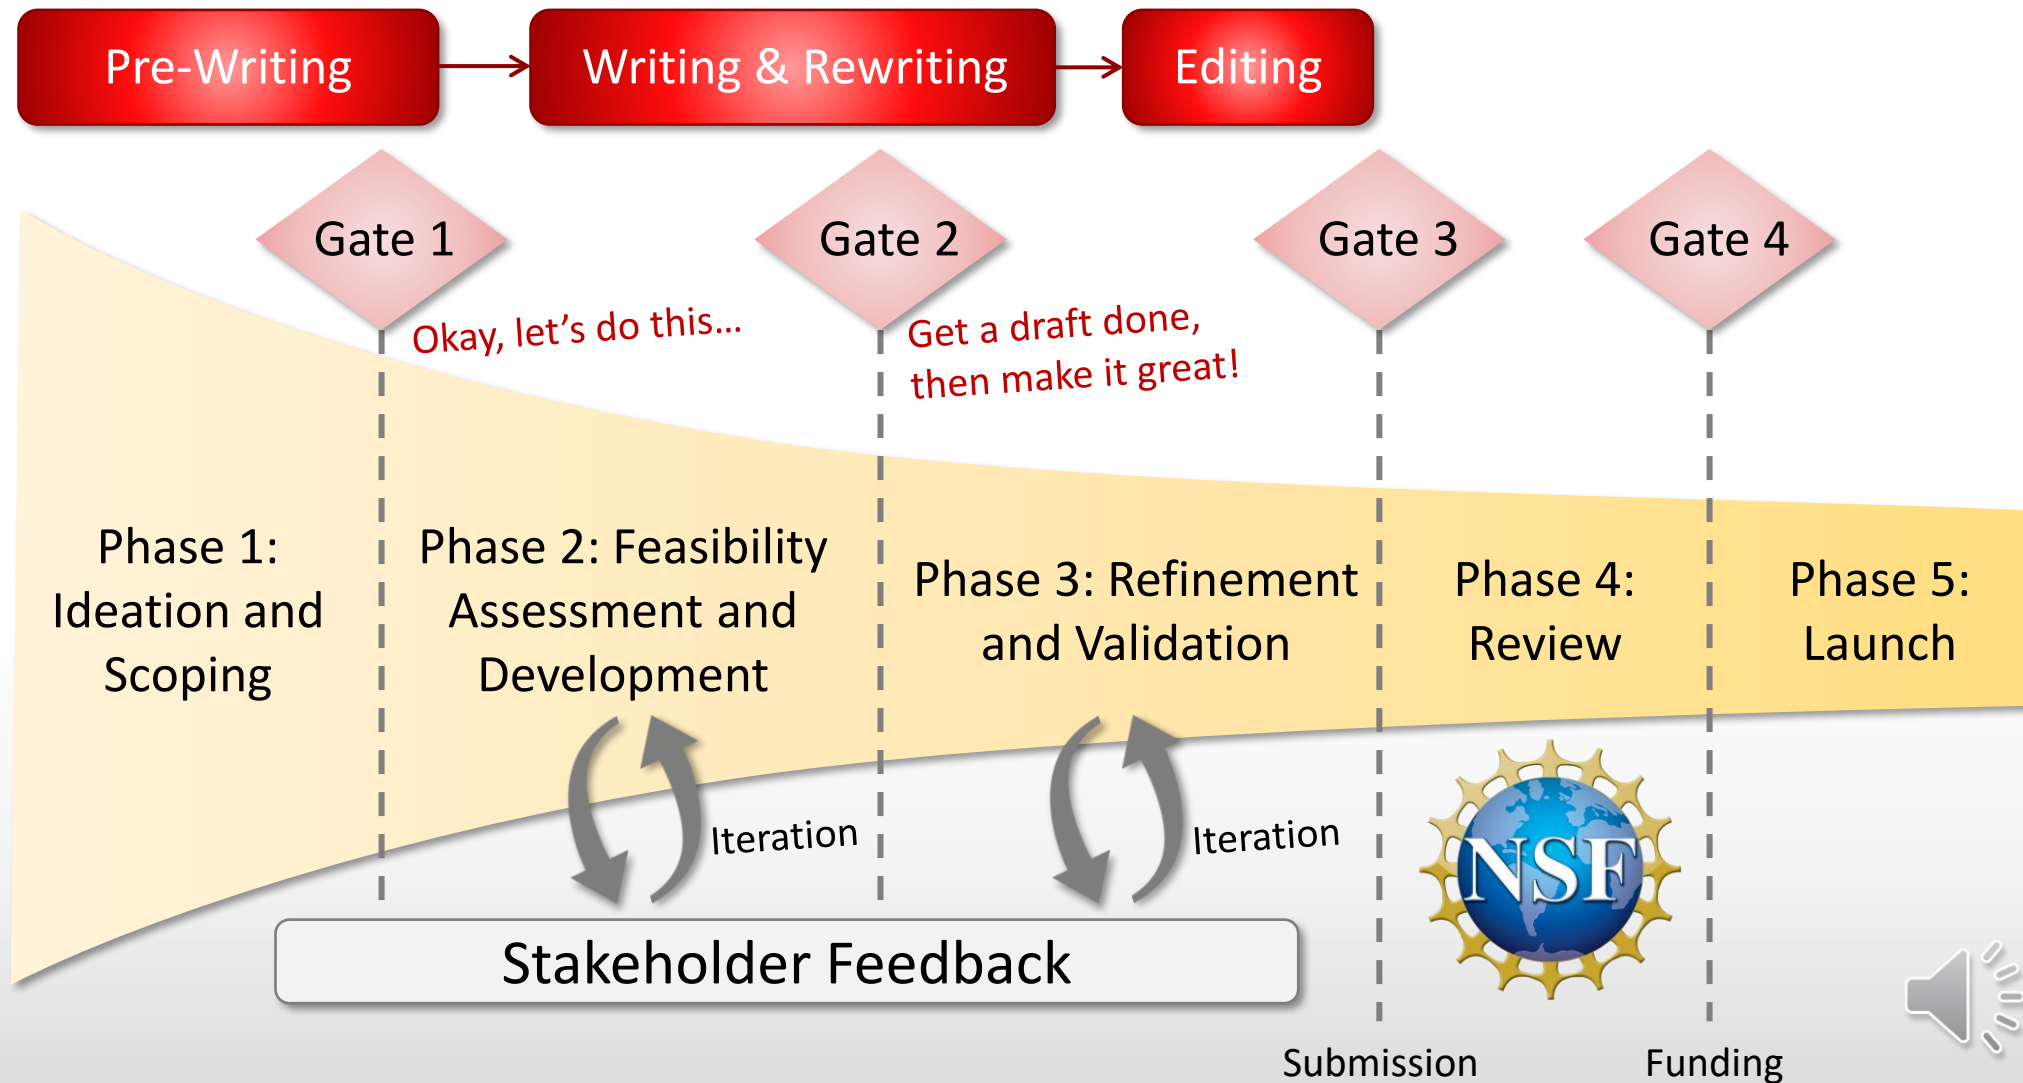 Pre-Writing
Writing & Rewriting
Editing
Gate 1
Gate 2
Gate 3
Gate 4
Okay, let’s do this…
Get a draft done,
then make it great!
Phase 1:
Ideation and
Scoping
Phase 2: Feasibility
Assessment and
Development
Phase 3: Refinement
and Validation
Phase 4:
Review
Phase 5:
Launch
Iteration
Iteration
NSF
Stakeholder Feedback
Submission
Funding